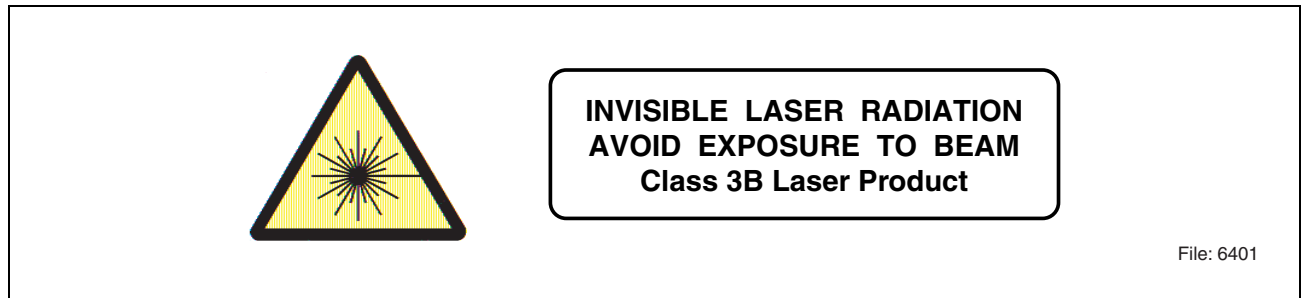 INVISIBLE LASER RADIATION
AVOID EXPOSURE TO BEAM
Class 3B Laser Product
File: 6401